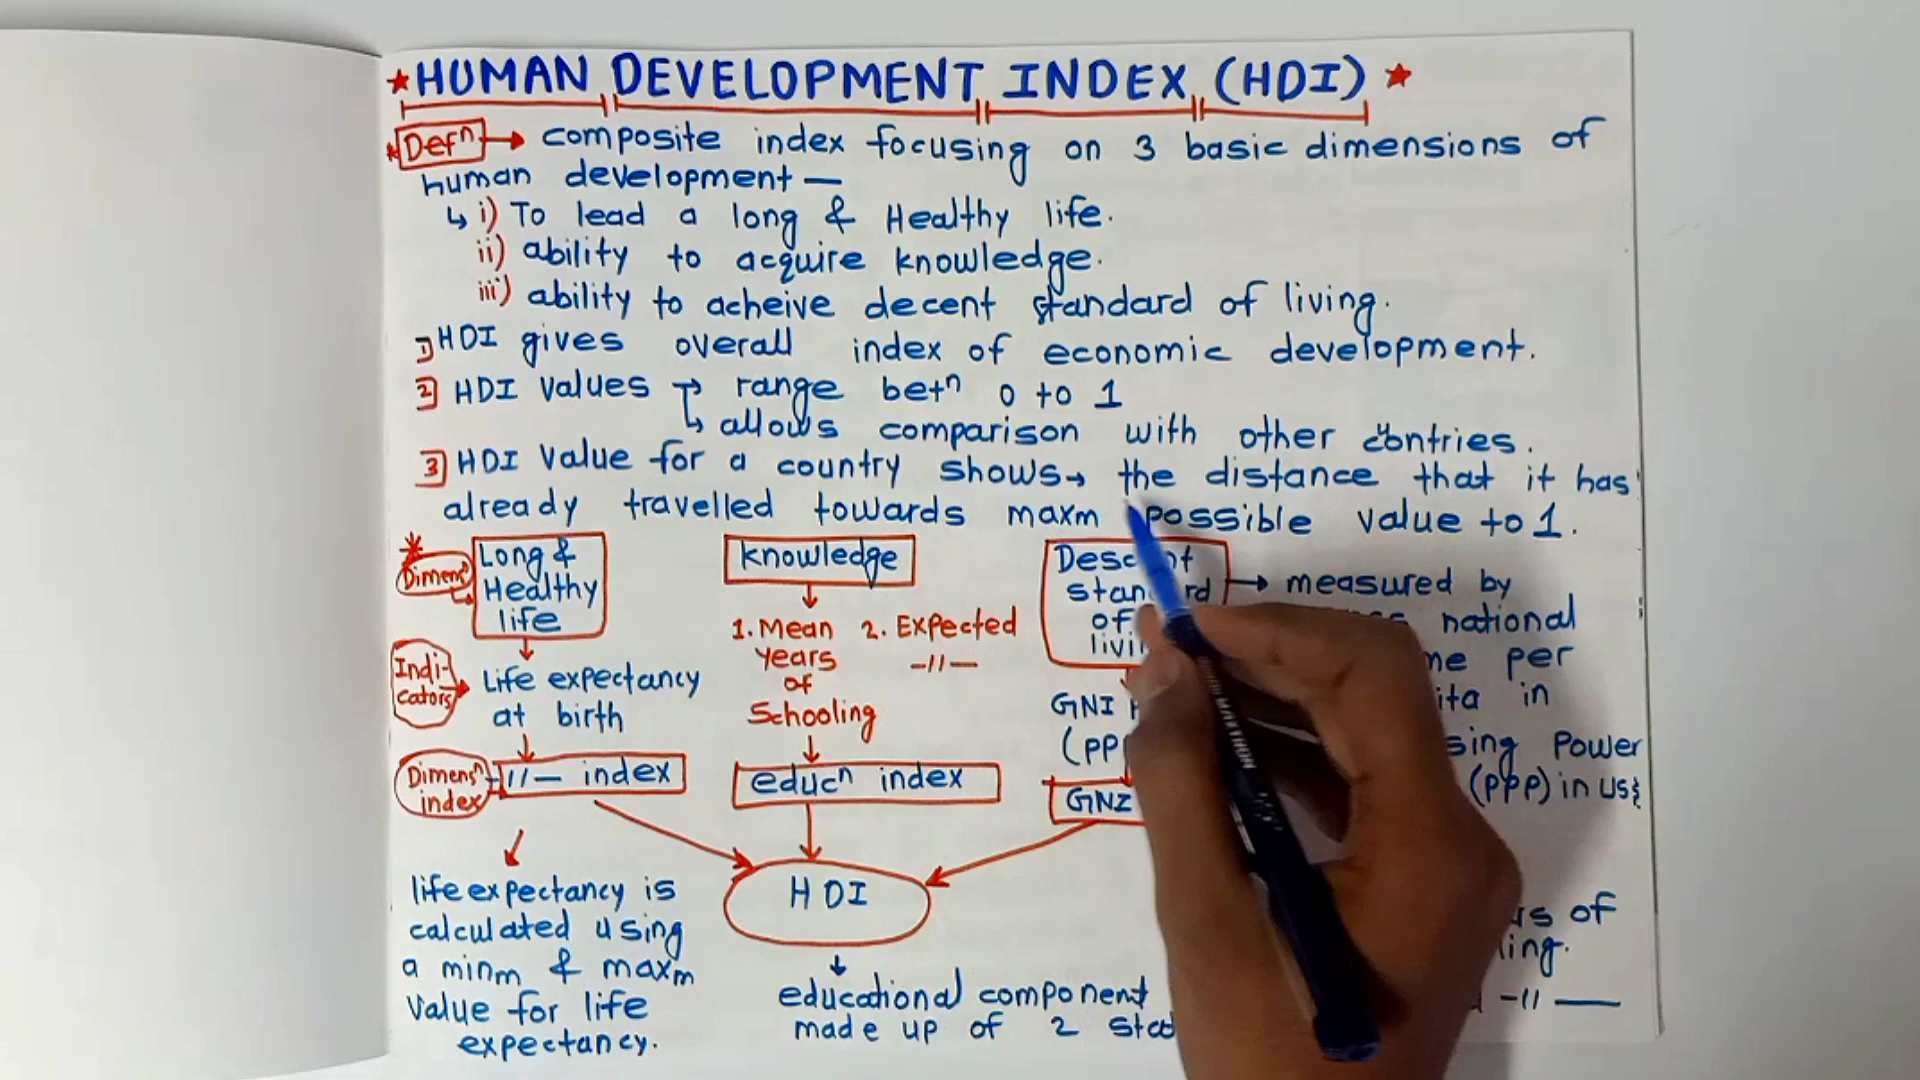 ★HUMAN DEVELOPMENT INDEX (HDI)★
*Defⁿ → composite index focusing on 3 basic dimensions of
human development —
↳ i) To lead a long & Healthy life.
ii) ability to acquire knowledge.
iii) ability to acheive decent standard of living.
1] HDI gives overall index of economic development.
2] HDI values → range betⁿ 0 to 1
↳ allows comparison with other countries.
3] HDI value for a country shows → the distance that it has
already travelled towards maxm possible value to 1.
Dimensⁿ
Long &
Healthy
life
knowledge
1. Mean
years
of
Schooling
2. Expected
-//-
of
→ measured by
national
per
in
Power
(PPP) in US$
Indi-
cators → Life expectancy
at birth
GNI
Dimensⁿ
index
-//- index
educⁿ index
GNI
HDI
life expectancy is
calculated using
a minm & maxm
value for life
expectancy.
educational component
made up of 2
of
-//-